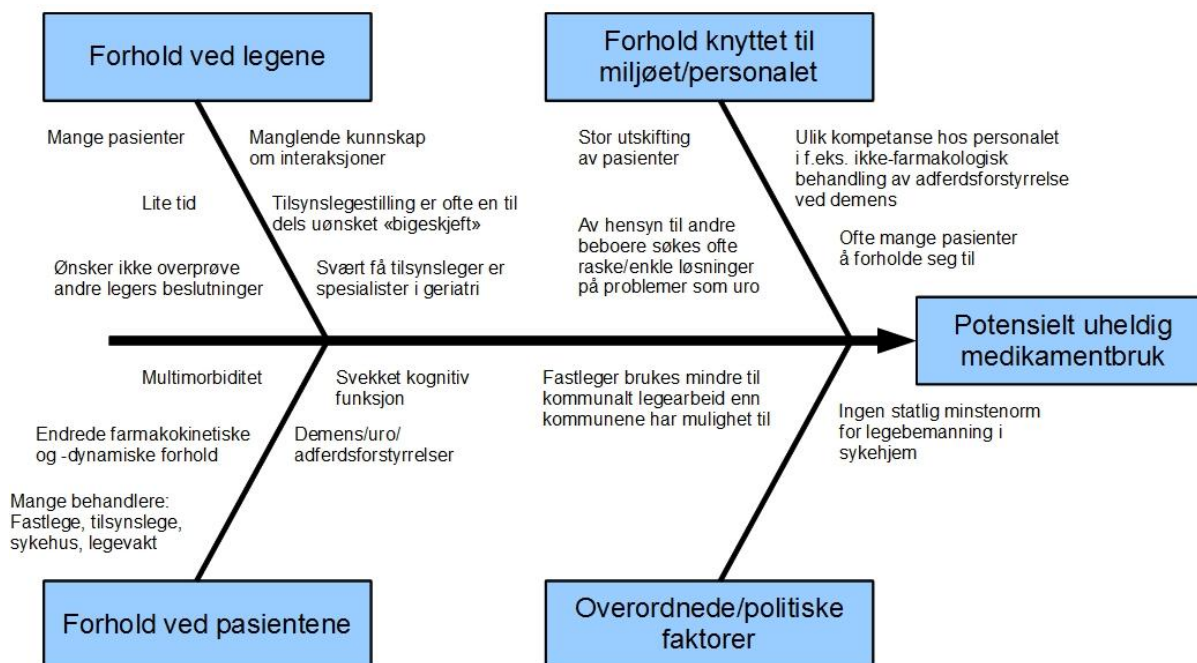 Forhold ved legene
Forhold knyttet til
miljøet/personalet
Mange pasienter
Manglende kunnskap
om interaksjoner
Lite tid
Tilsynslegestilling er ofte en til
dels uønsket «bigeskjeft»
Ønsker ikke overprøve
andre legers beslutninger
Svært få tilsynsleger er
spesialister i geriatri
Stor utskifting
av pasienter
Ulik kompetanse hos personalet
i f.eks. ikke-farmakologisk
behandling av adferdsforstyrrelse
ved demens
Av hensyn til andre
beboere søkes ofte
raske/enkle løsninger
på problemer som uro
Ofte mange pasienter
å forholde seg til
Potensielt uheldig
medikamentbruk
Multimorbiditet
Svekket kognitiv
funksjon
Endrede farmakokinetiske
og -dynamiske forhold
Demens/uro/
adferdsforstyrrelser
Mange behandlere:
Fastlege, tilsynslege,
sykehus, legevakt
Fastleger brukes mindre til
kommunalt legearbeid enn
kommunene har mulighet til
Ingen statlig minstenorm
for legebemanning i
sykehjem
Forhold ved pasientene
Overordnede/politiske
faktorer